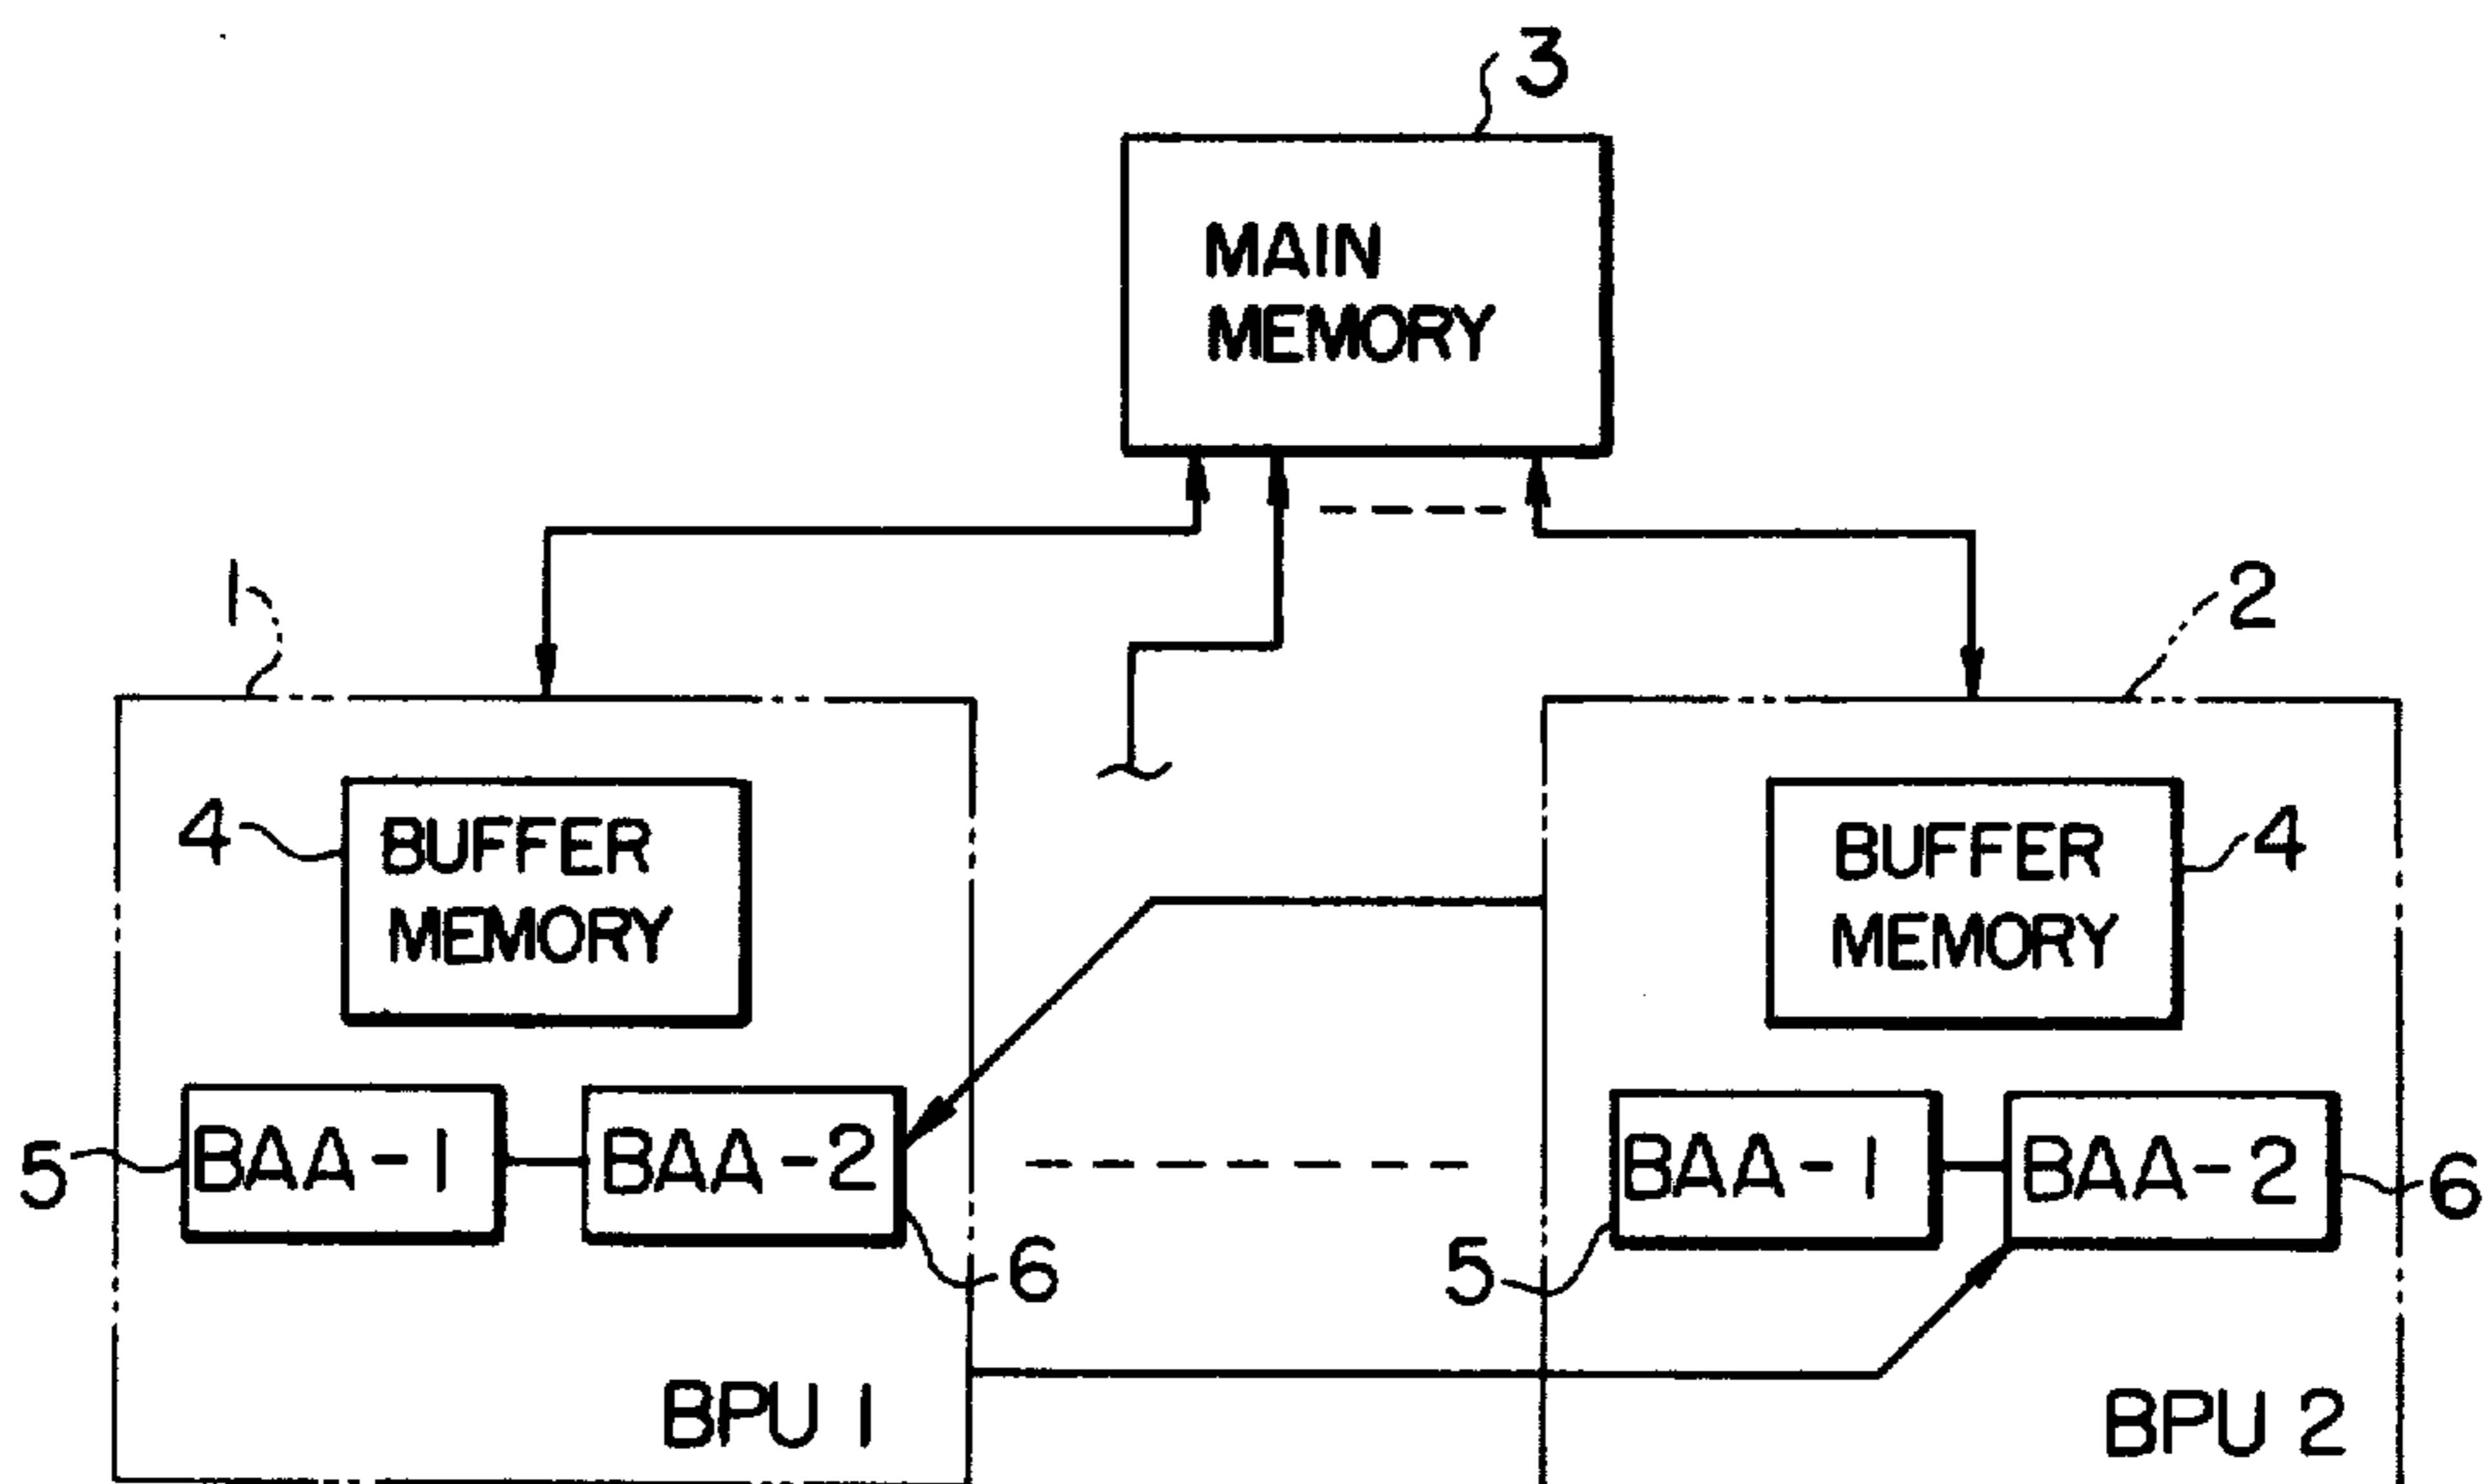 3
MAIN
MEMORY
1
2
4
BUFFER
MEMORY
BUFFER
MEMORY
4
5
BAA-1
BAA-2
6
5
BAA-1
BAA-2
6
BPU 1
BPU 2